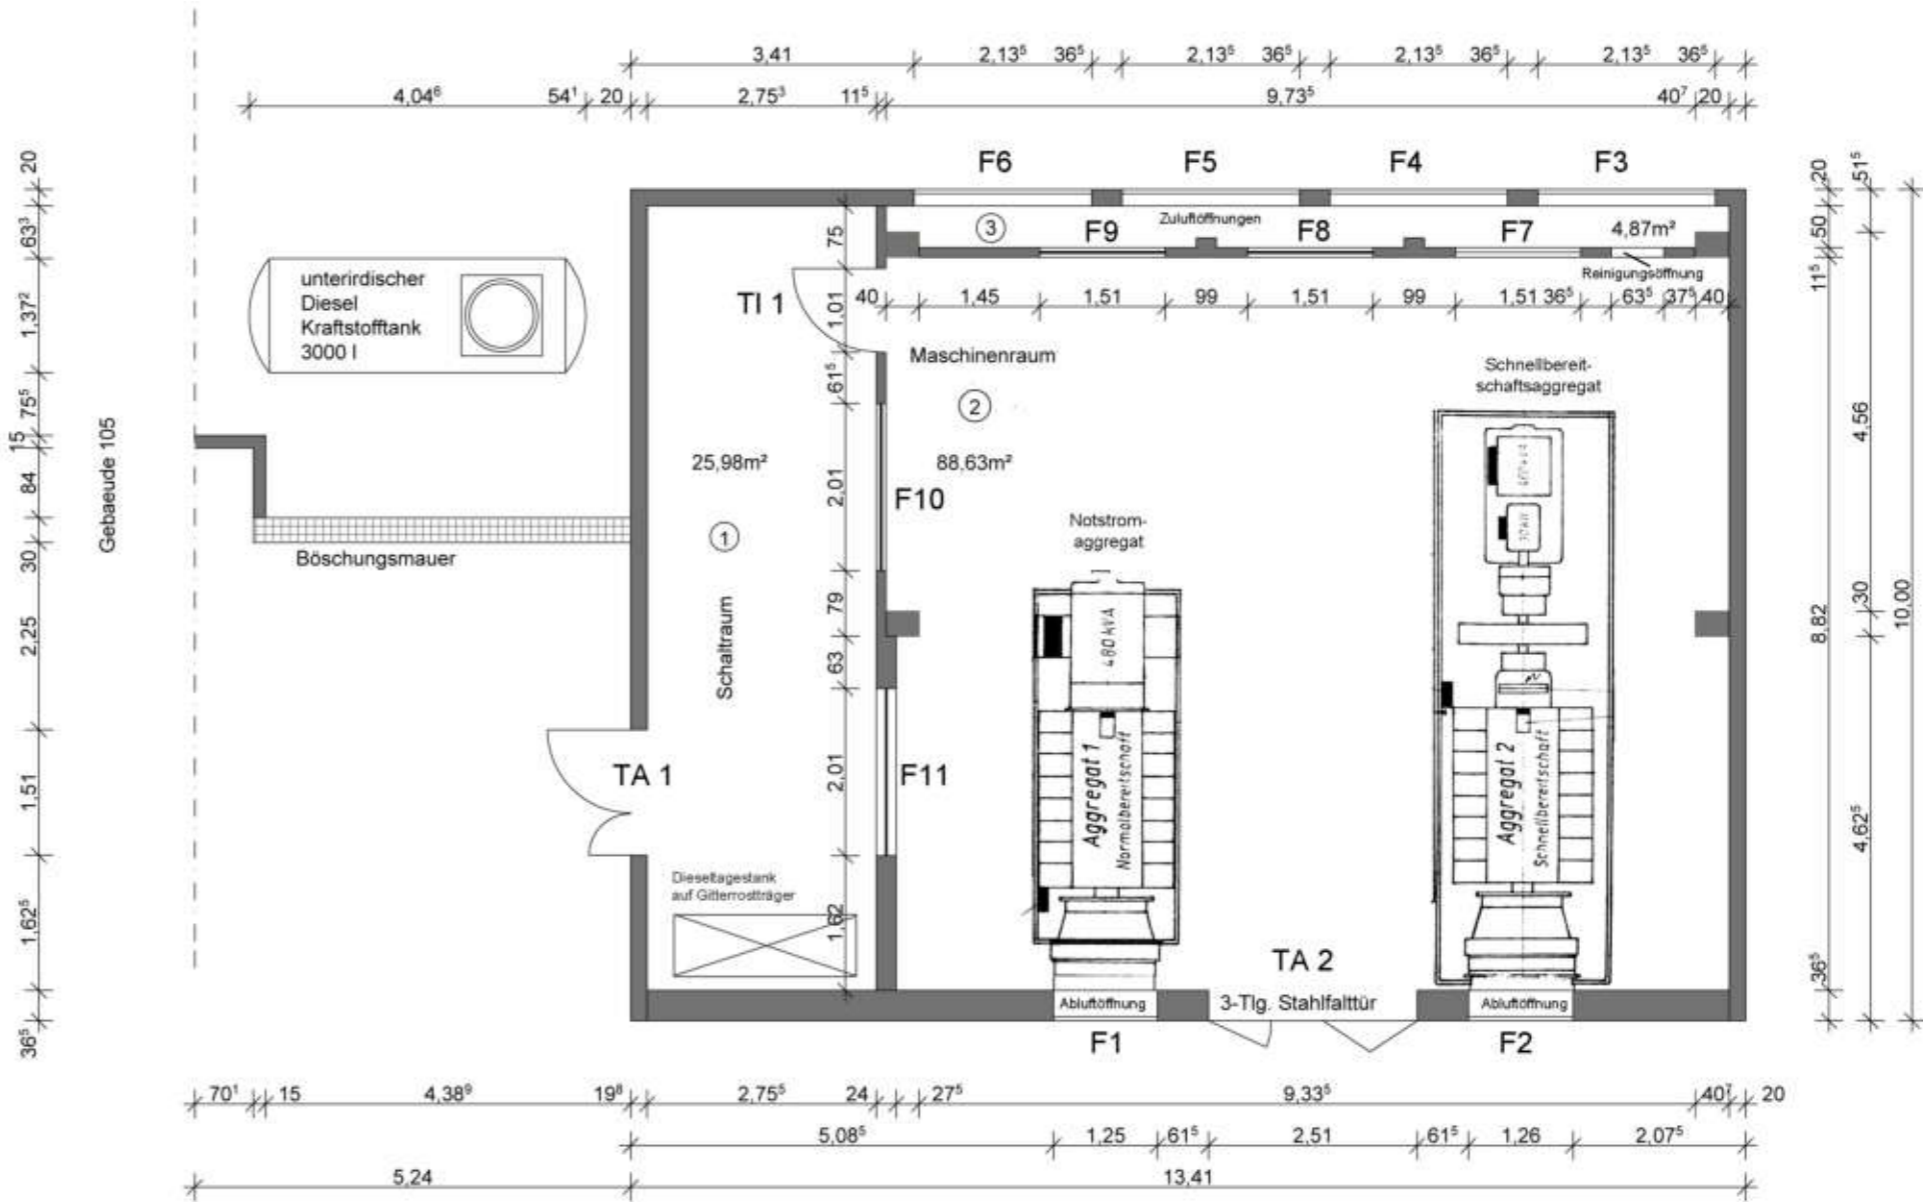 3,41 2,13⁵ 36⁵ 2,13⁵ 36⁵ 2,13⁵ 36⁵ 2,13⁵ 36⁵
4,04⁶ 54¹ 20 2,75³ 11⁵ 9,73⁵ 40⁷ 20
F6 F5 F4 F3
20 20 51⁵
63³ 75 50
3 F9 Zuluftöffnungen F8 F7 4,87m²
Reinigungsöffnung
11⁵
unterirdischer
Diesel
Kraftstofftank
3000 l
1,37²
TI 1
1,01
40 1,45 1,51 99 1,51 99 1,51 36⁵ 63⁵ 37⁵ 40
Maschinenraum
2
61⁵
Schnellbereit-
schaftsaggregat
75⁵
15
4,56
84
25,98m² 88,63m²
Gebaeude 105
2,01
F10
1
Schaltraum
Böschungsmauer
30
Notstrom-
aggregat
30
79
480 kVA
2,25
8,82
10,00
63
TA 1
F11
1,51
2,01
Aggregat 1
Normalbereitschaft
Aggregat 2
Schnellbereitschaft
4,62⁵
Dieseltagestank
auf Gitterrostträger
1,62⁵
1,62
TA 2
3-Tlg. Stahlfalttür
Abluftöffnung
Abluftöffnung
36⁵
36⁵
F1 F2
70¹ 15 4,38⁹ 19⁸ 2,75⁵ 24 27⁵ 9,33⁵ 40⁷ 20
5,08⁵ 1,25 61⁵ 2,51 61⁵ 1,26 2,07⁵
5,24 13,41